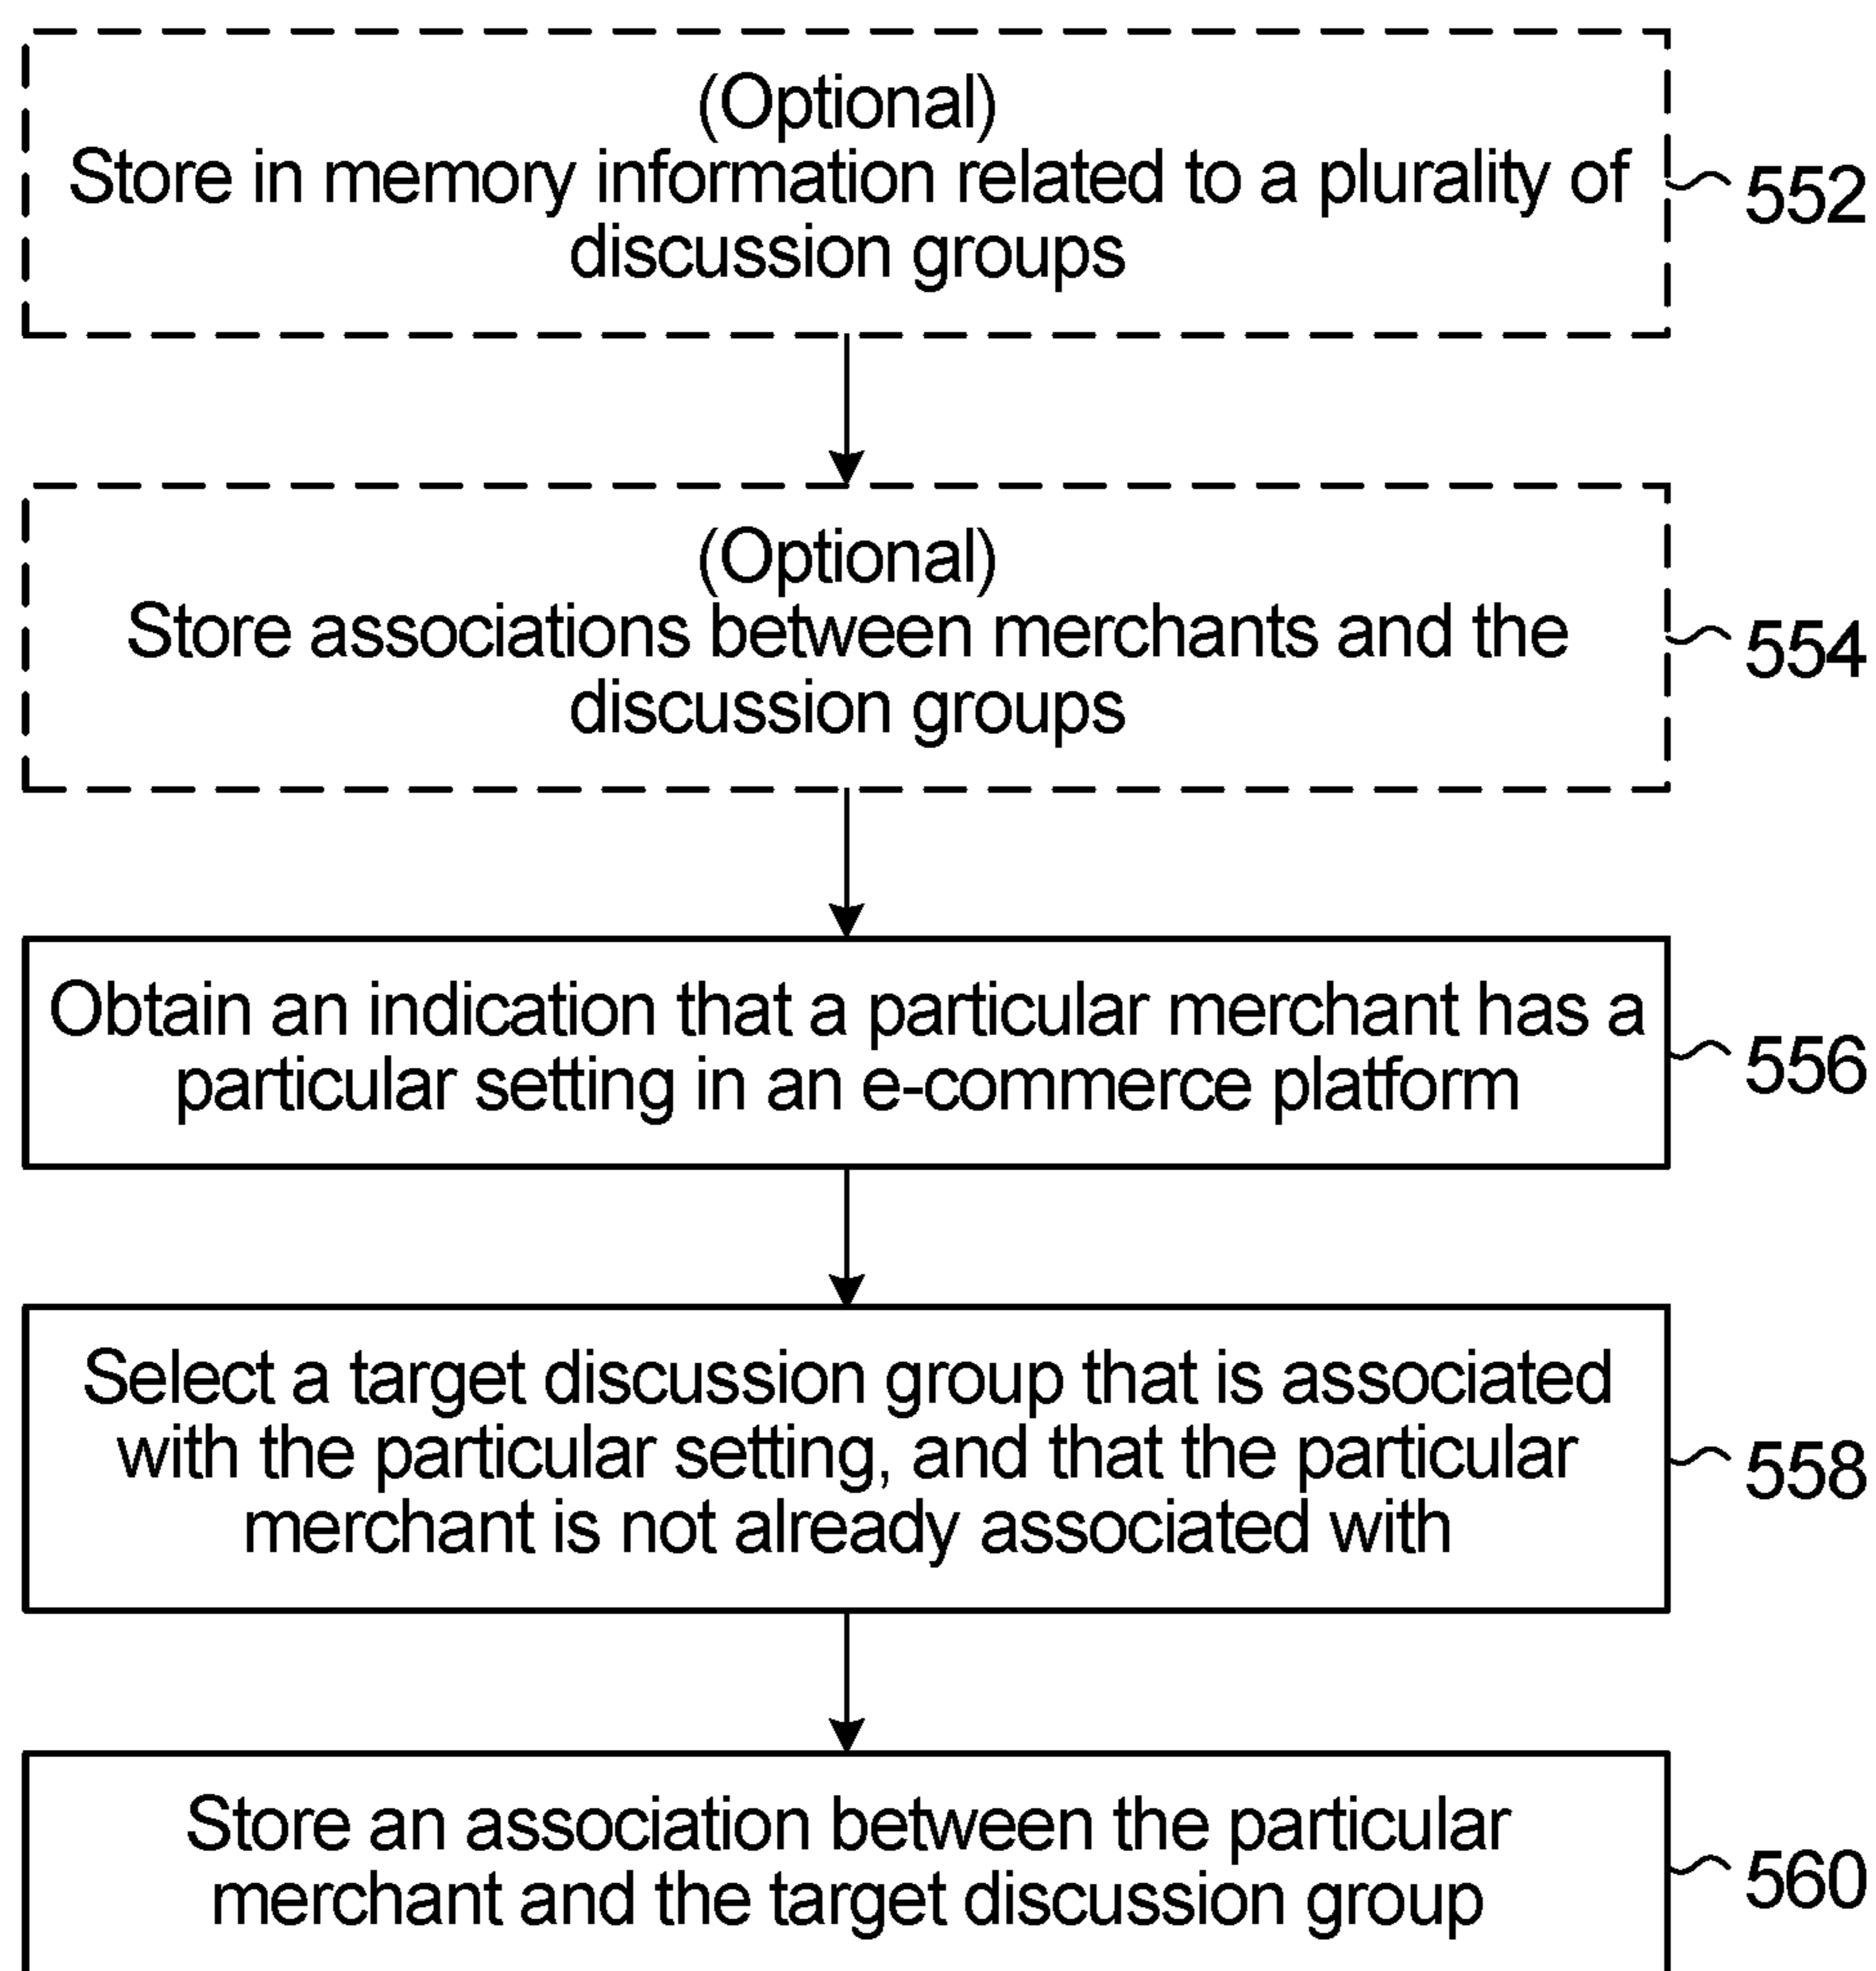 (Optional)
Store in memory information related to a plurality of
discussion groups
552
(Optional)
Store associations between merchants and the
discussion groups
554
Obtain an indication that a particular merchant has a
particular setting in an e-commerce platform
556
Select a target discussion group that is associated
with the particular setting, and that the particular
merchant is not already associated with
558
Store an association between the particular
merchant and the target discussion group
560